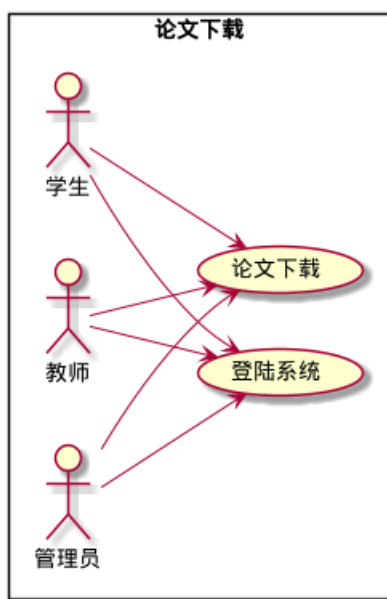 论文下载
学生
论文下载
教师
登陆系统
管理员